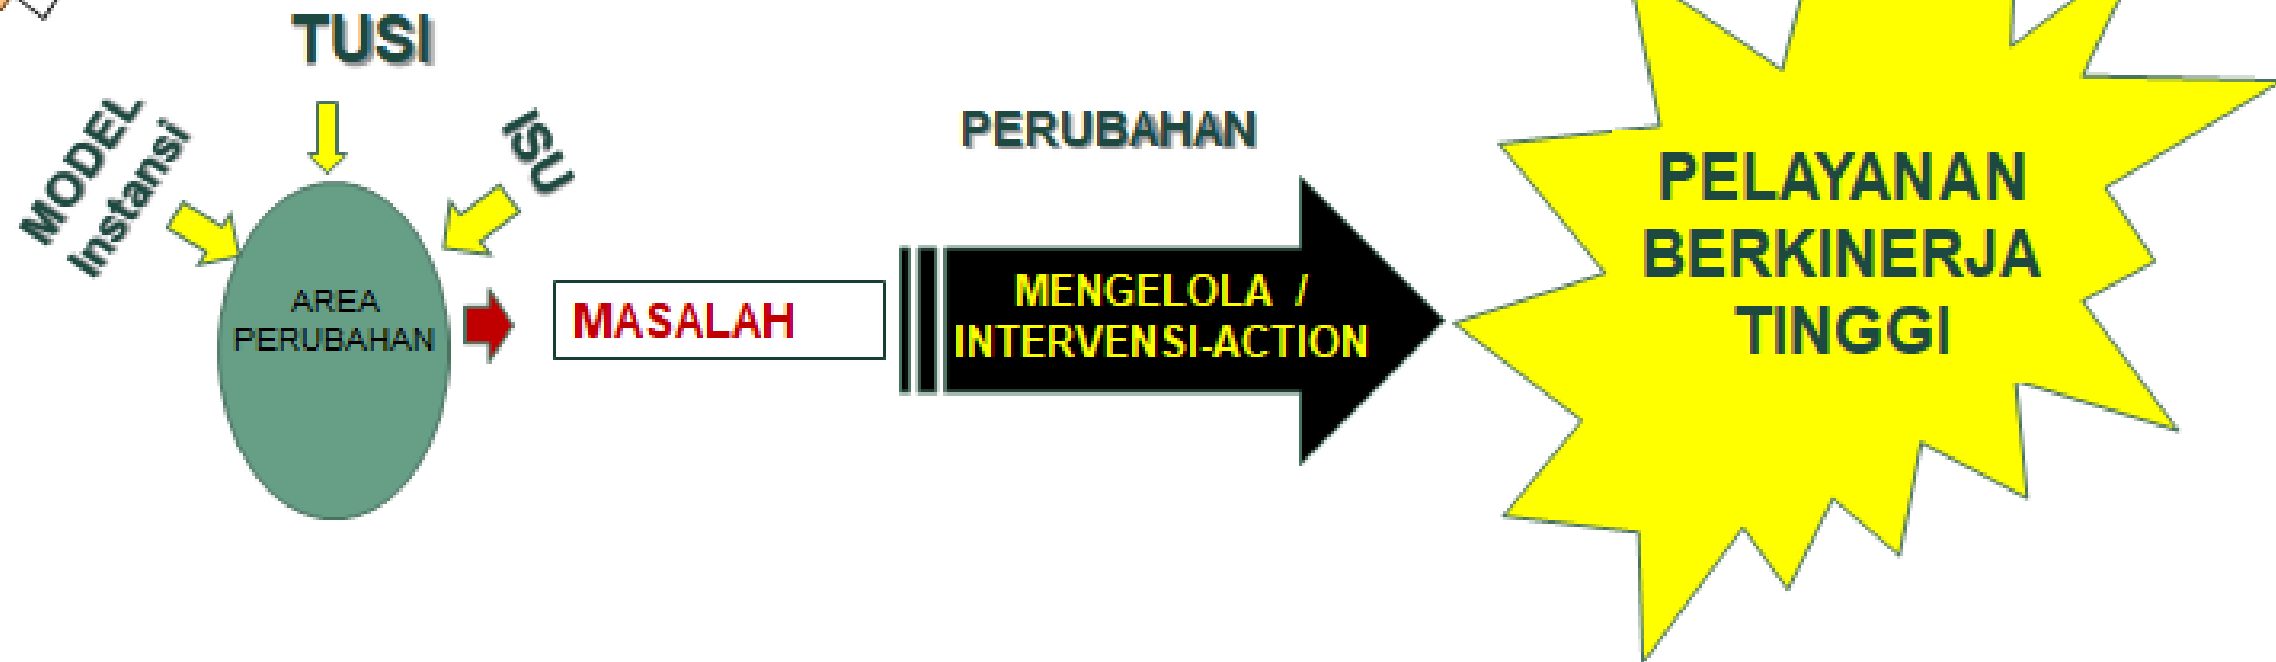 TUSI
MODEL
Instansi
ISU
AREA
PERUBAHAN
MASALAH
PERUBAHAN
MENGELOLA /
INTERVENSI-ACTION
PELAYANAN
BERKINERJA
TINGGI